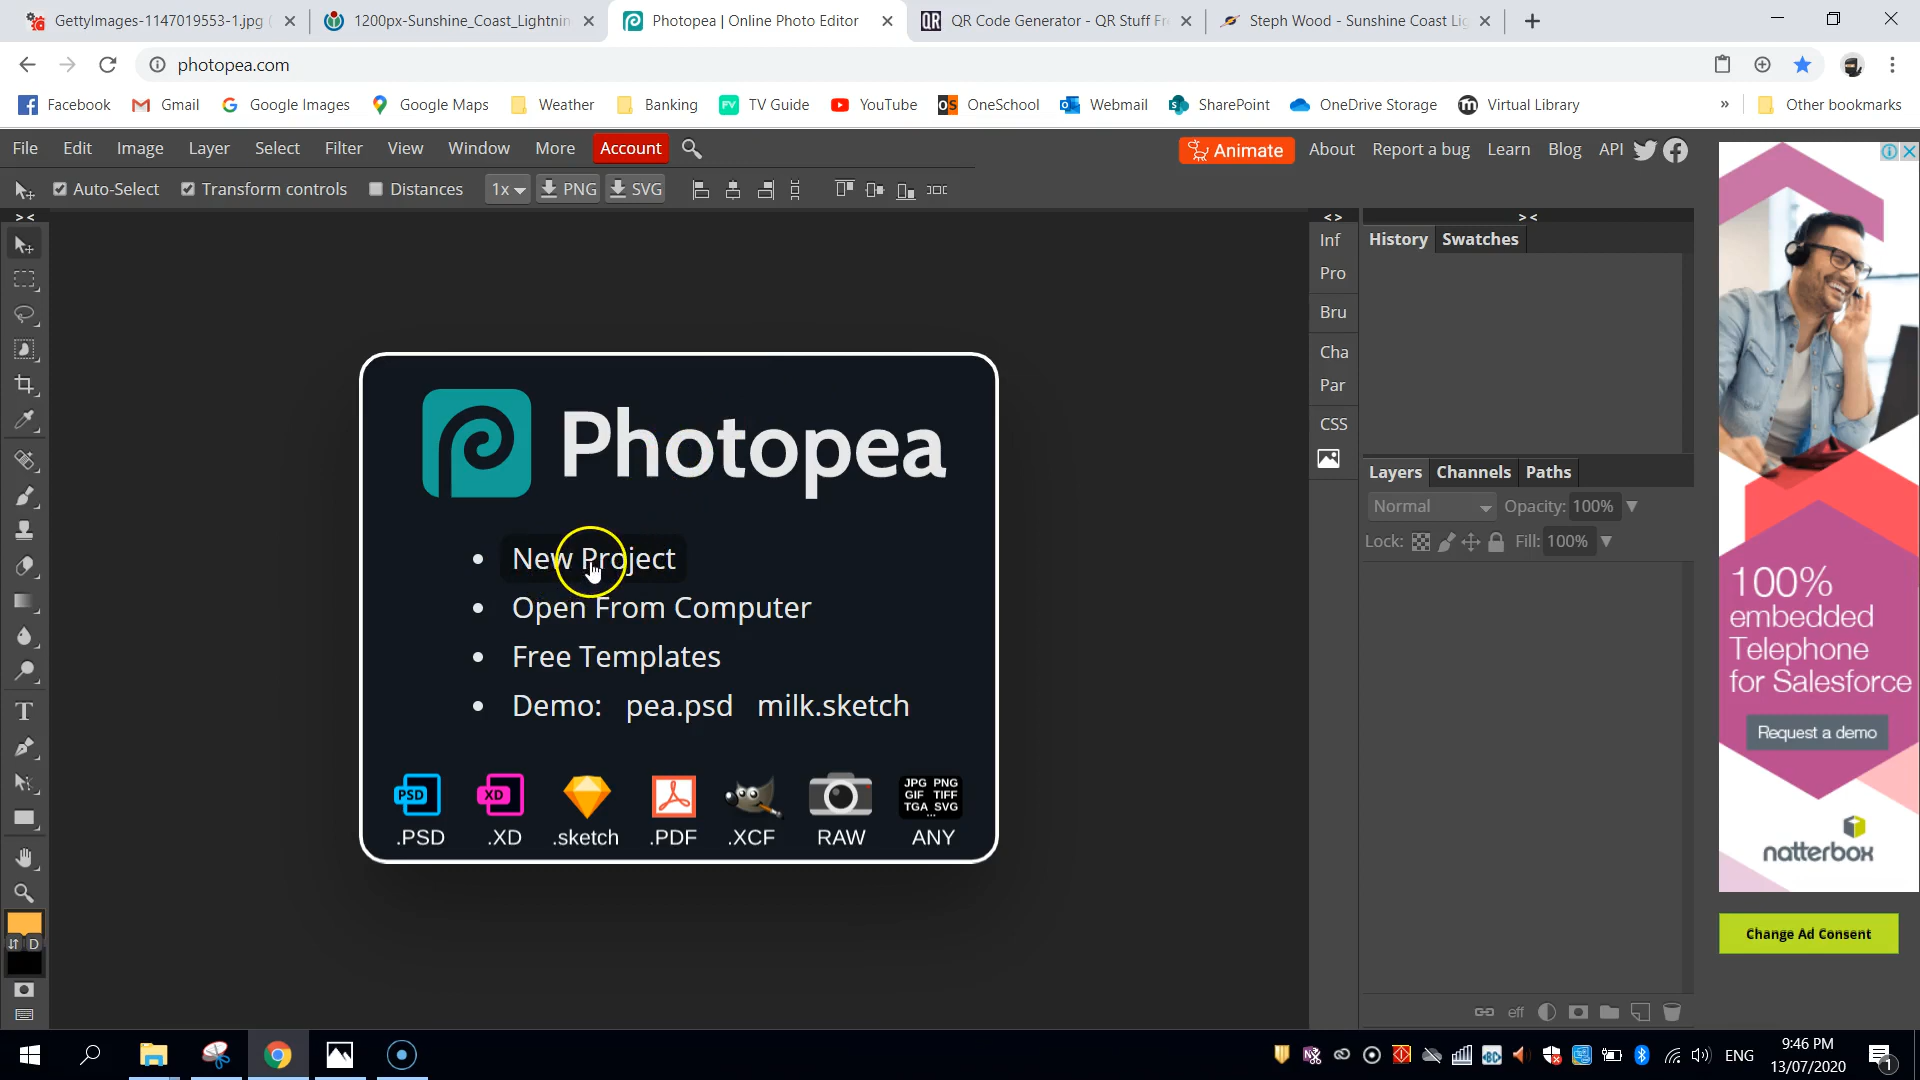 GettyImages-1147019553-1.jpg
1200px-Sunshine_Coast_Lightnin
Photopea | Online Photo Editor
QR Code Generator - QR Stuff Fr
Steph Wood - Sunshine Coast Lig
photopea.com
Facebook
Gmail
Google Images
Google Maps
Weather
Banking
TV Guide
YouTube
OneSchool
Webmail
SharePoint
OneDrive Storage
Virtual Library
»
Other bookmarks
File Edit Image Layer Select Filter View Window More Account
Animate
About Report a bug Learn Blog API
Auto-Select Transform controls Distances 1x PNG SVG
> <
< >
> <
Inf
Pro
Bru
Cha
Par
CSS
History Swatches
Layers Channels Paths
Normal Opacity: 100%
Lock: Fill: 100%
eff
T
D
Photopea
• New Project
• Open From Computer
• Free Templates
• Demo: pea.psd milk.sketch
PSD
XD
JPG PNG
GIF TIFF
TGA SVG
...
.PSD .XD .sketch .PDF .XCF RAW ANY
100%
embedded
Telephone
for Salesforce
Request a demo
natterbox
Change Ad Consent
ENG
9:46 PM
13/07/2020
1